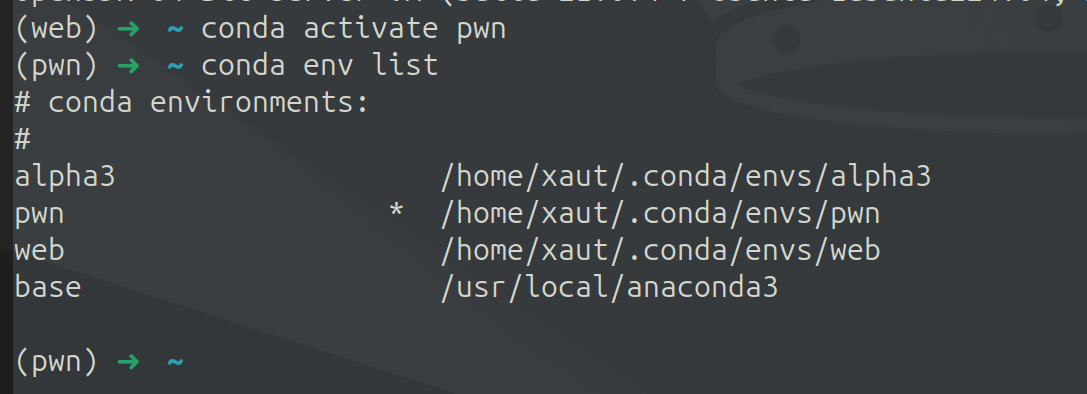 (web) ➜  ~ conda activate pwn
(pwn) ➜  ~ conda env list
# conda environments:
#
alpha3                   /home/xaut/.conda/envs/alpha3
pwn                   *  /home/xaut/.conda/envs/pwn
web                      /home/xaut/.conda/envs/web
base                     /usr/local/anaconda3
(pwn) ➜  ~